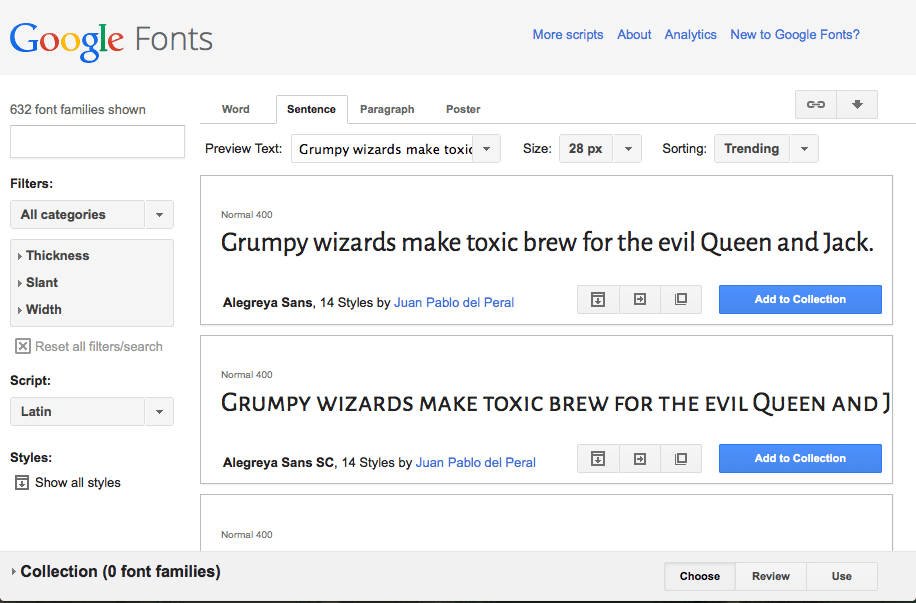 Google Fonts
More scripts About Analytics New to Google Fonts?
632 font families shown
Word Sentence Paragraph Poster
Preview Text: Grumpy wizards make toxic Size: 28 px Sorting: Trending
Filters:
All categories
Thickness
Slant
Width
Reset all filters/search
Script:
Latin
Styles:
Show all styles
Normal 400
Grumpy wizards make toxic brew for the evil Queen and Jack.
Alegreya Sans, 14 Styles by Juan Pablo del Peral
Add to Collection
Normal 400
Grumpy wizards make toxic brew for the evil Queen and J
Alegreya Sans SC, 14 Styles by Juan Pablo del Peral
Add to Collection
Normal 400
Collection (0 font families)
Choose Review Use